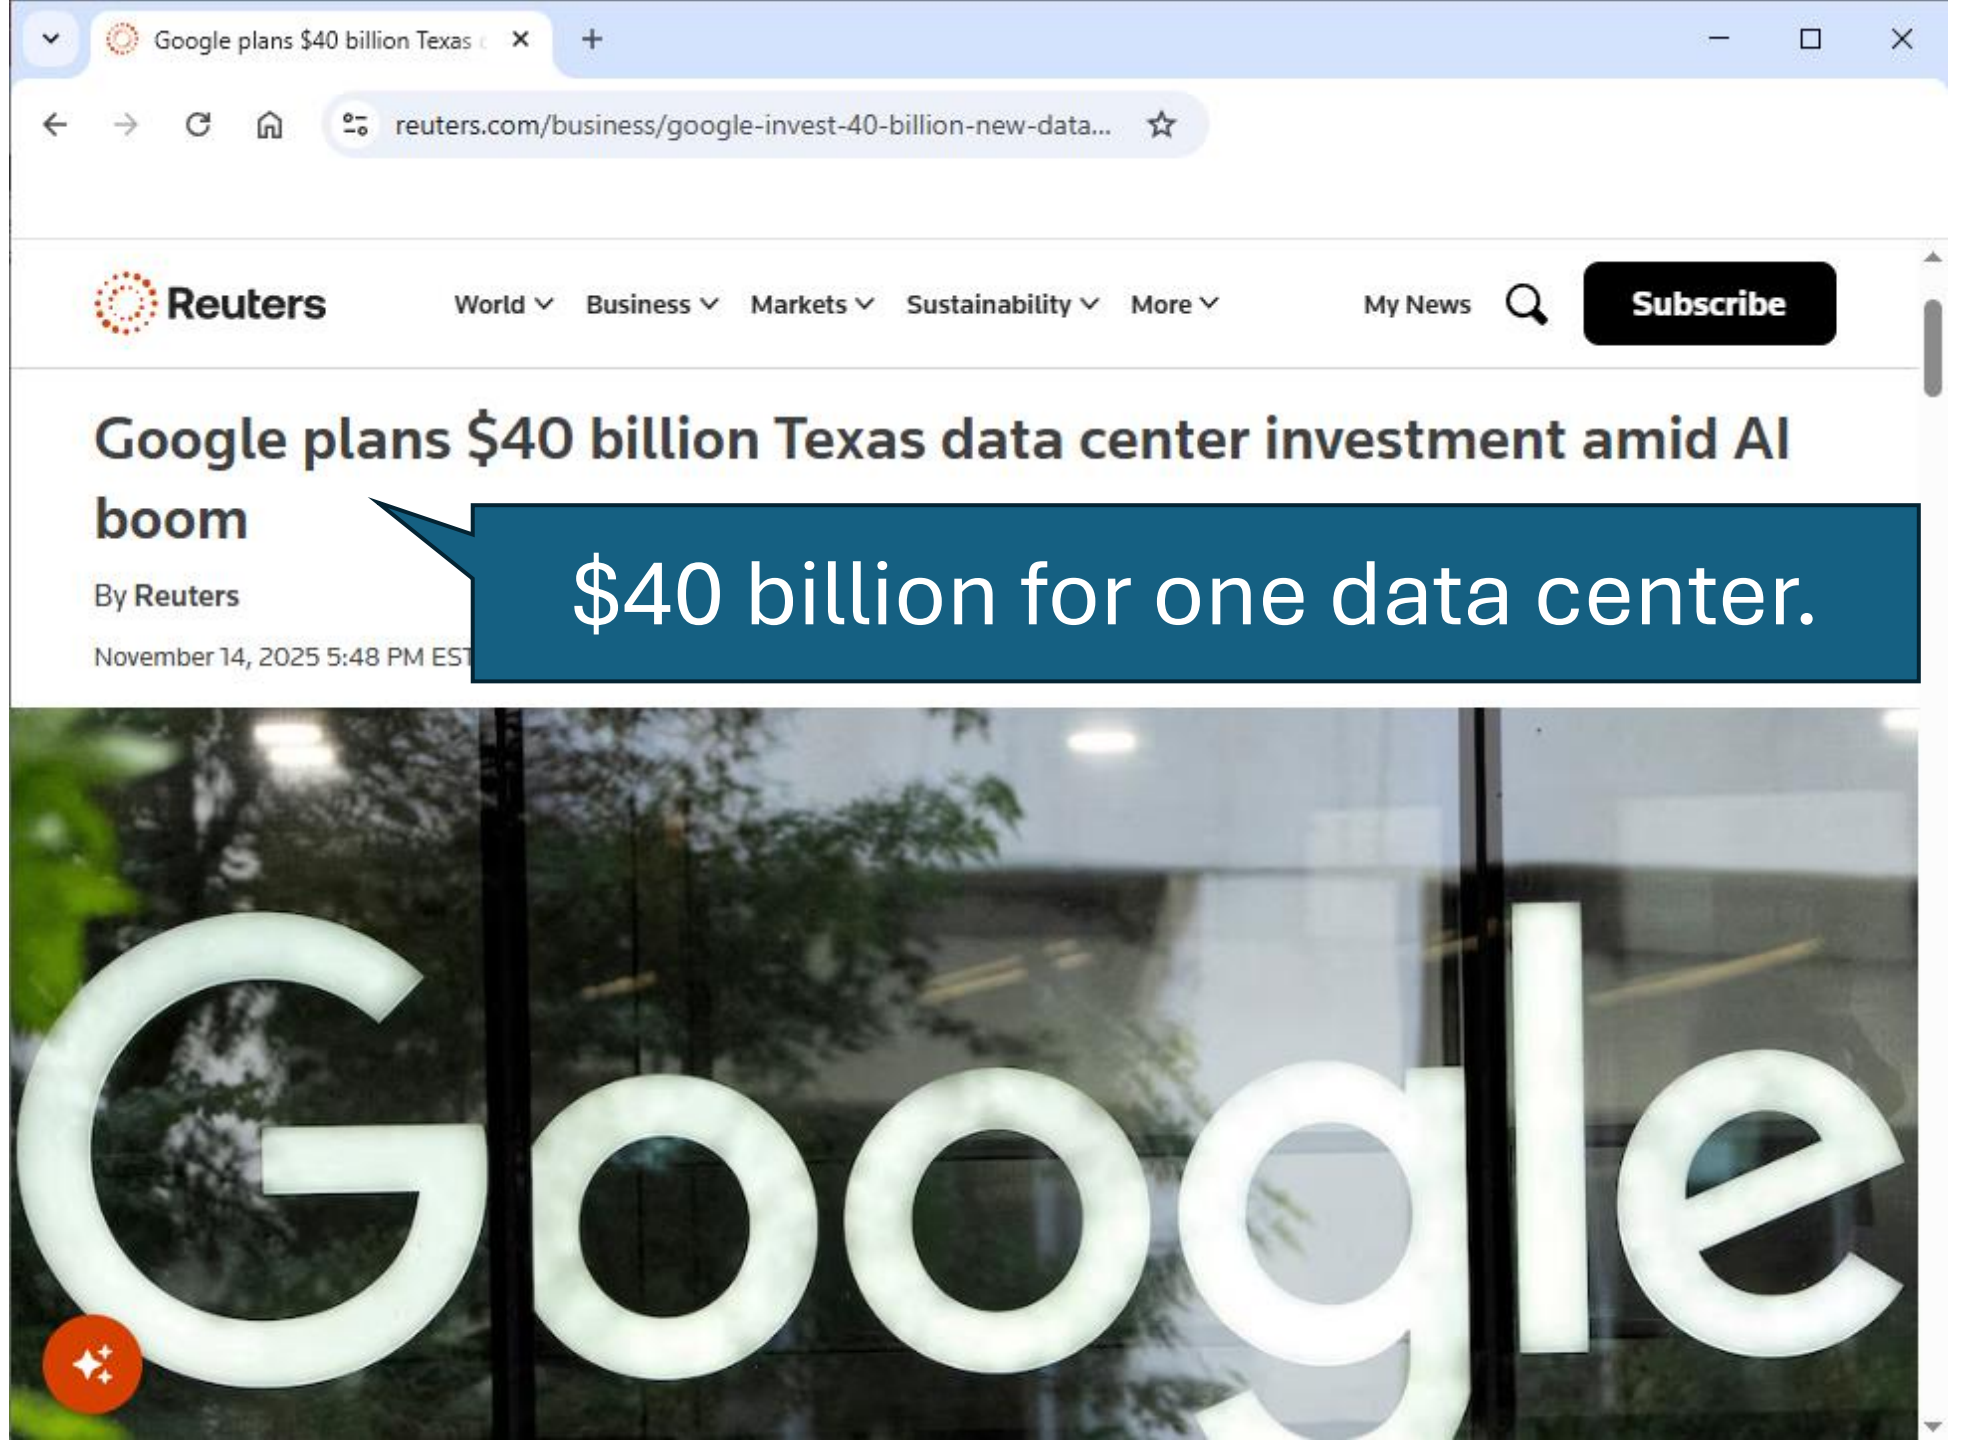 Google plans $40 billion Texas
reuters.com/business/google-invest-40-billion-new-data...
Reuters
World Business Markets Sustainability More My News Subscribe
Google plans $40 billion Texas data center investment amid AI
boom
$40 billion for one data center.
By Reuters
November 14, 2025 5:48 PM EST
Google